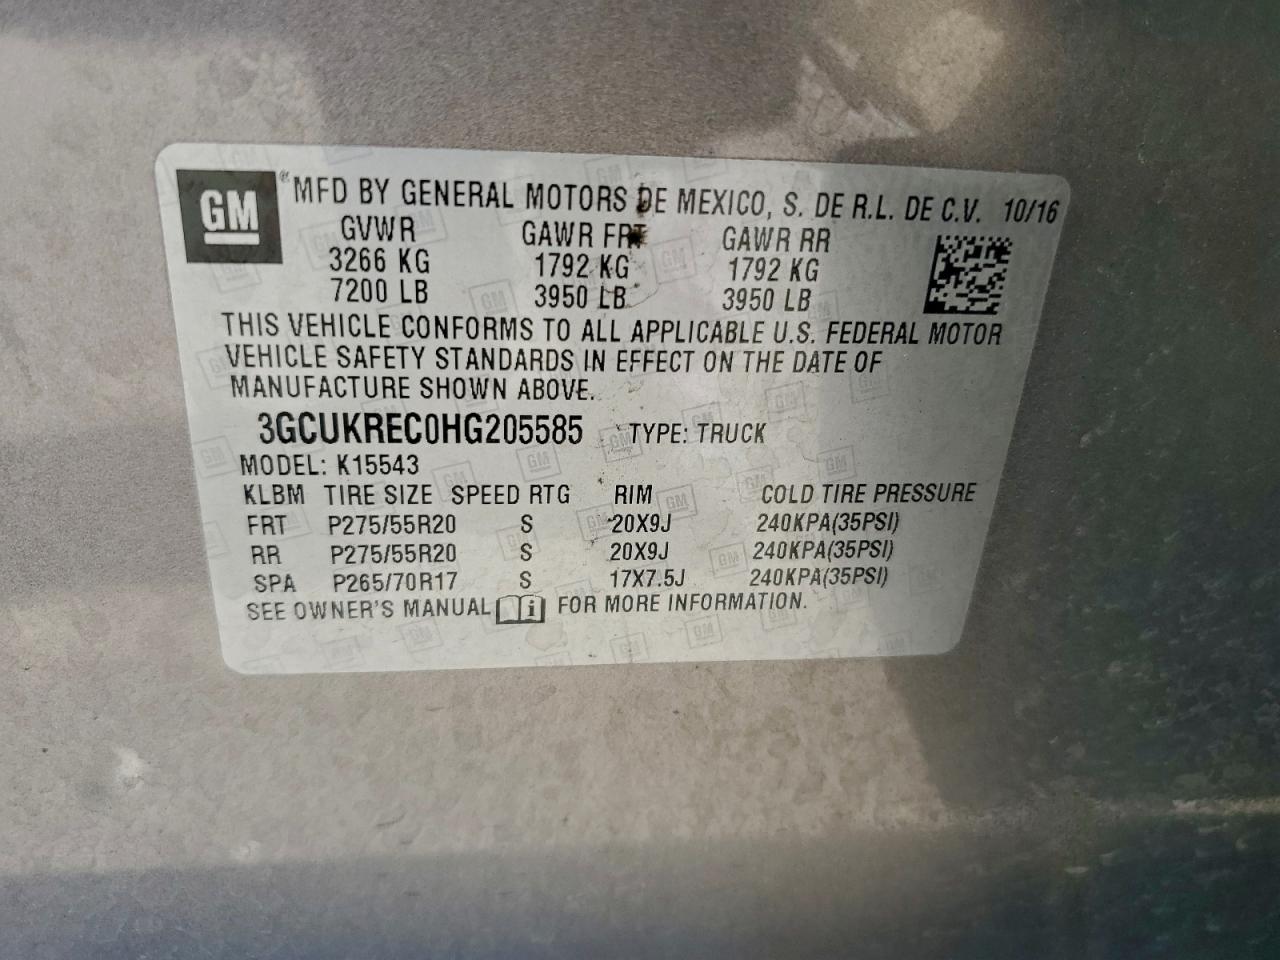 GM ® MFD BY GENERAL MOTORS DE MEXICO, S. DE R.L. DE C.V. 10/16
GVWR GAWR FRT GAWR RR
3266 KG 1792 KG 1792 KG
7200 LB 3950 LB 3950 LB
THIS VEHICLE CONFORMS TO ALL APPLICABLE U.S. FEDERAL MOTOR
VEHICLE SAFETY STANDARDS IN EFFECT ON THE DATE OF
MANUFACTURE SHOWN ABOVE.
3GCUKREC0HG205585 TYPE: TRUCK
MODEL: K15543
KLBM TIRE SIZE SPEED RTG RIM COLD TIRE PRESSURE
FRT P275/55R20 S 20X9J 240KPA(35PSI)
RR P275/55R20 S 20X9J 240KPA(35PSI)
SPA P265/70R17 S 17X7.5J 240KPA(35PSI)
SEE OWNER'S MANUAL i FOR MORE INFORMATION.